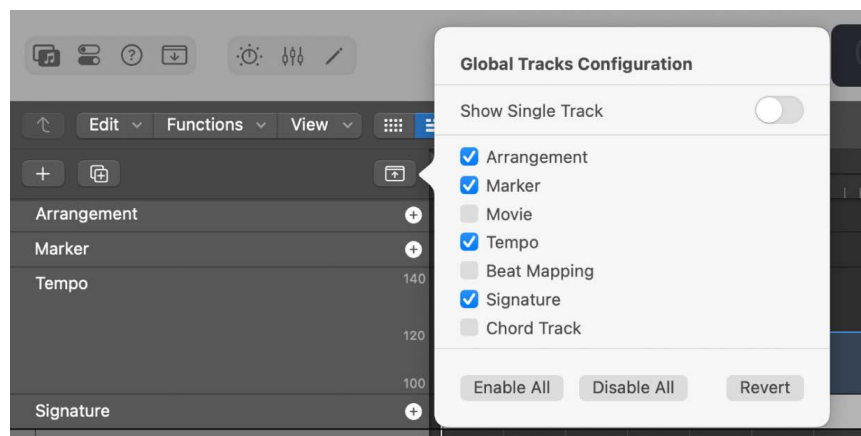 Edit Functions View
Arrangement
Marker
Tempo
140
120
100
Signature
Global Tracks Configuration
Show Single Track
Arrangement
Marker
Movie
Tempo
Beat Mapping
Signature
Chord Track
Enable All Disable All Revert